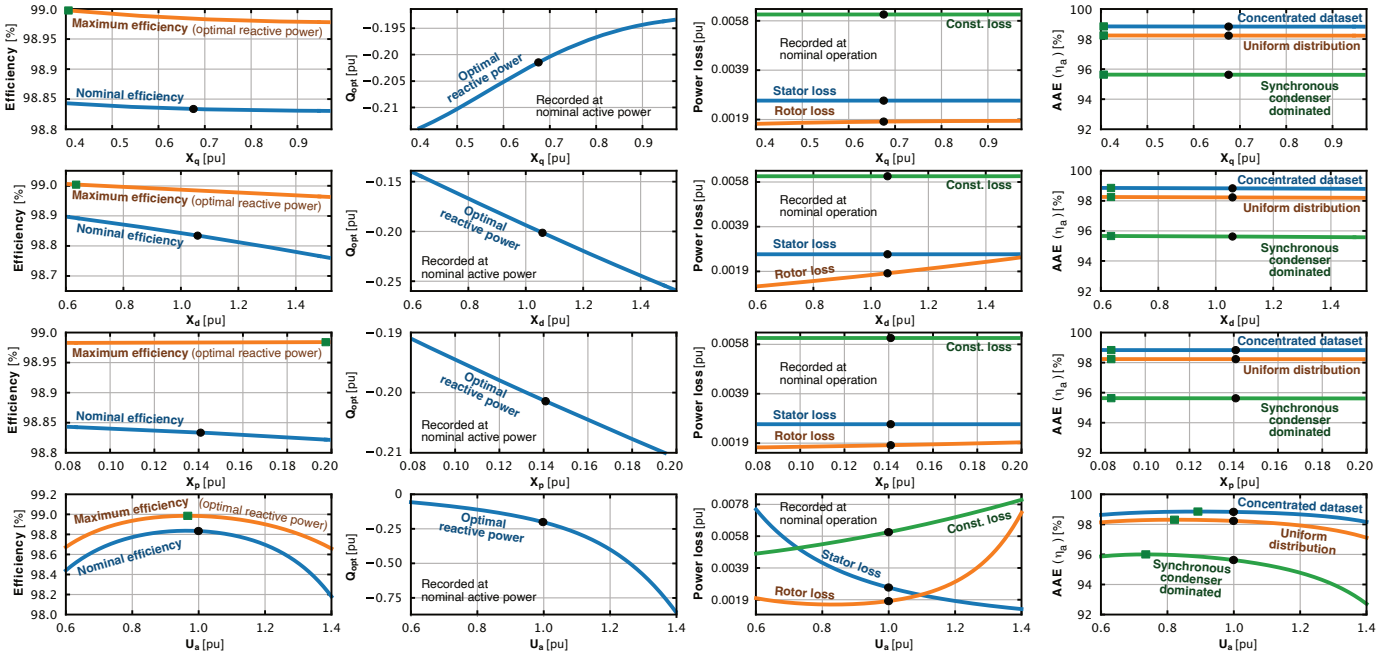 Efficiency [%]
99.0
98.95
98.85
98.8
Maximum efficiency (optimal reactive power)
Nominal efficiency
0.4 0.5 0.6 0.7 0.8 0.9
Xq [pu]
Qopt [pu]
−0.195
−0.20
−0.205
−0.21
Optimal
reactive power
Recorded at
nominal active power
0.4 0.5 0.6 0.7 0.8 0.9
Xq [pu]
Power loss [pu]
0.0058
0.0039
0.0019
Const. loss
Recorded at
nominal operation
Stator loss
Rotor loss
0.4 0.5 0.6 0.7 0.8 0.9
Xq [pu]
AAE (ηa) [%]
100
98
96
94
92
Concentrated dataset
Uniform distribution
Synchronous
condenser
dominated
0.4 0.5 0.6 0.7 0.8 0.9
Xq [pu]
Efficiency [%]
99.0
98.9
98.8
98.7
Maximum efficiency (optimal reactive power)
Nominal efficiency
0.6 0.8 1.0 1.2 1.4
Xd [pu]
Qopt [pu]
−0.15
−0.20
−0.25
Optimal
reactive power
Recorded at
nominal active power
0.6 0.8 1.0 1.2 1.4
Xd [pu]
Power loss [pu]
0.0058
0.0039
0.0019
Const. loss
Recorded at
nominal operation
Stator loss
Rotor loss
0.6 0.8 1.0 1.2 1.4
Xd [pu]
AAE (ηa) [%]
100
98
96
94
92
Concentrated dataset
Uniform distribution
Synchronous
condenser
dominated
0.6 0.8 1.0 1.2 1.4
Xd [pu]
Efficiency [%]
99.0
98.95
98.85
98.8
Maximum efficiency (optimal reactive power)
Nominal efficiency
0.08 0.10 0.12 0.14 0.16 0.18 0.20
Xp [pu]
Qopt [pu]
−0.19
−0.20
−0.21
Optimal
reactive power
Recorded at
nominal active power
0.08 0.10 0.12 0.14 0.16 0.18 0.20
Xp [pu]
Power loss [pu]
0.0058
0.0039
0.0019
Const. loss
Recorded at
nominal operation
Stator loss
Rotor loss
0.08 0.10 0.12 0.14 0.16 0.18 0.20
Xp [pu]
AAE (ηa) [%]
100
98
96
94
92
Concentrated dataset
Uniform distribution
Synchronous
condenser
dominated
0.08 0.10 0.12 0.14 0.16 0.18 0.20
Xp [pu]
Efficiency [%]
99.2
99.0
98.8
98.6
98.4
98.2
98.0
Maximum efficiency (optimal reactive power)
Nominal efficiency
0.6 0.8 1.0 1.2 1.4
Ua [pu]
Qopt [pu]
0
−0.25
−0.50
−0.75
Optimal
reactive power
Recorded at
nominal active power
0.6 0.8 1.0 1.2 1.4
Ua [pu]
Power loss [pu]
0.0078
0.0058
0.0039
0.0019
Recorded at
nominal operation
Const. loss
Stator loss
Rotor loss
0.6 0.8 1.0 1.2 1.4
Ua [pu]
AAE (ηa) [%]
100
98
96
94
92
Concentrated dataset
Uniform
distribution
Synchronous
condenser
dominated
0.6 0.8 1.0 1.2 1.4
Ua [pu]